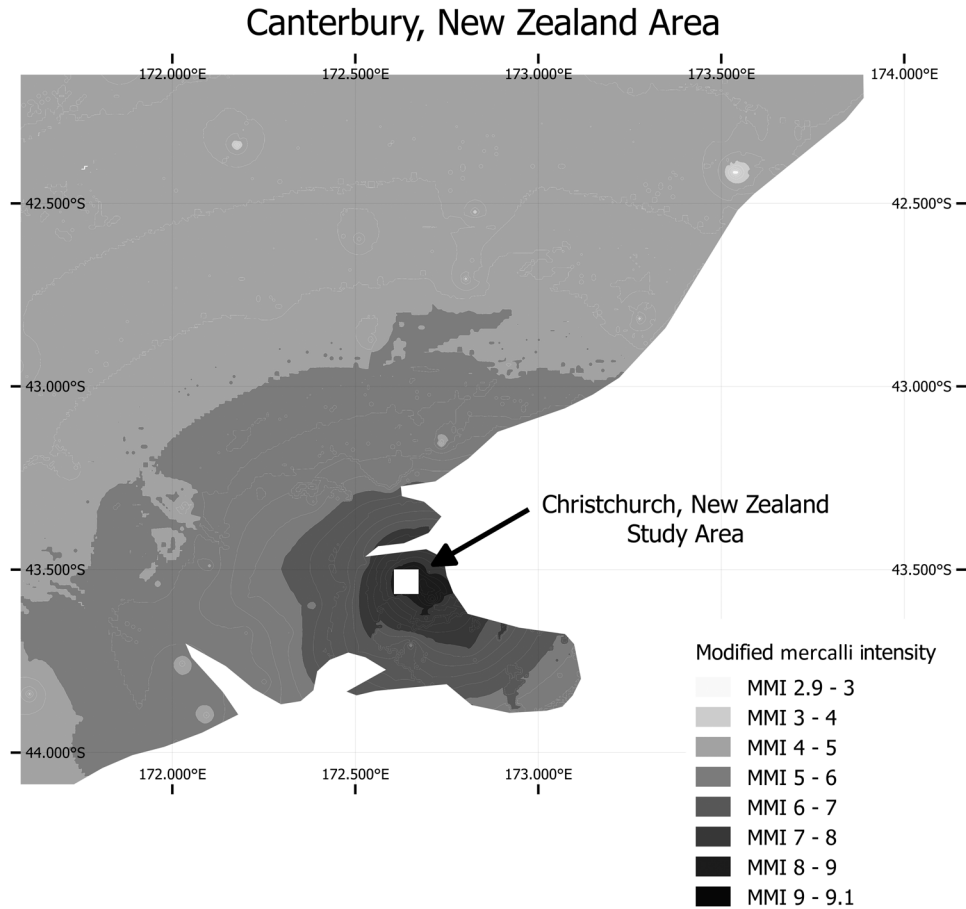 Canterbury, New Zealand Area
172.000°E 172.500°E 173.000°E 173.500°E 174.000°E
42.500°S 42.500°S
43.000°S 43.000°S
Christchurch, New Zealand
Study Area
43.500°S 43.500°S
Modified mercalli intensity
MMI 2.9 - 3
MMI 3 - 4
MMI 4 - 5
44.000°S 44.000°S
172.000°E 172.500°E 173.000°E
MMI 5 - 6
MMI 6 - 7
MMI 7 - 8
MMI 8 - 9
MMI 9 - 9.1